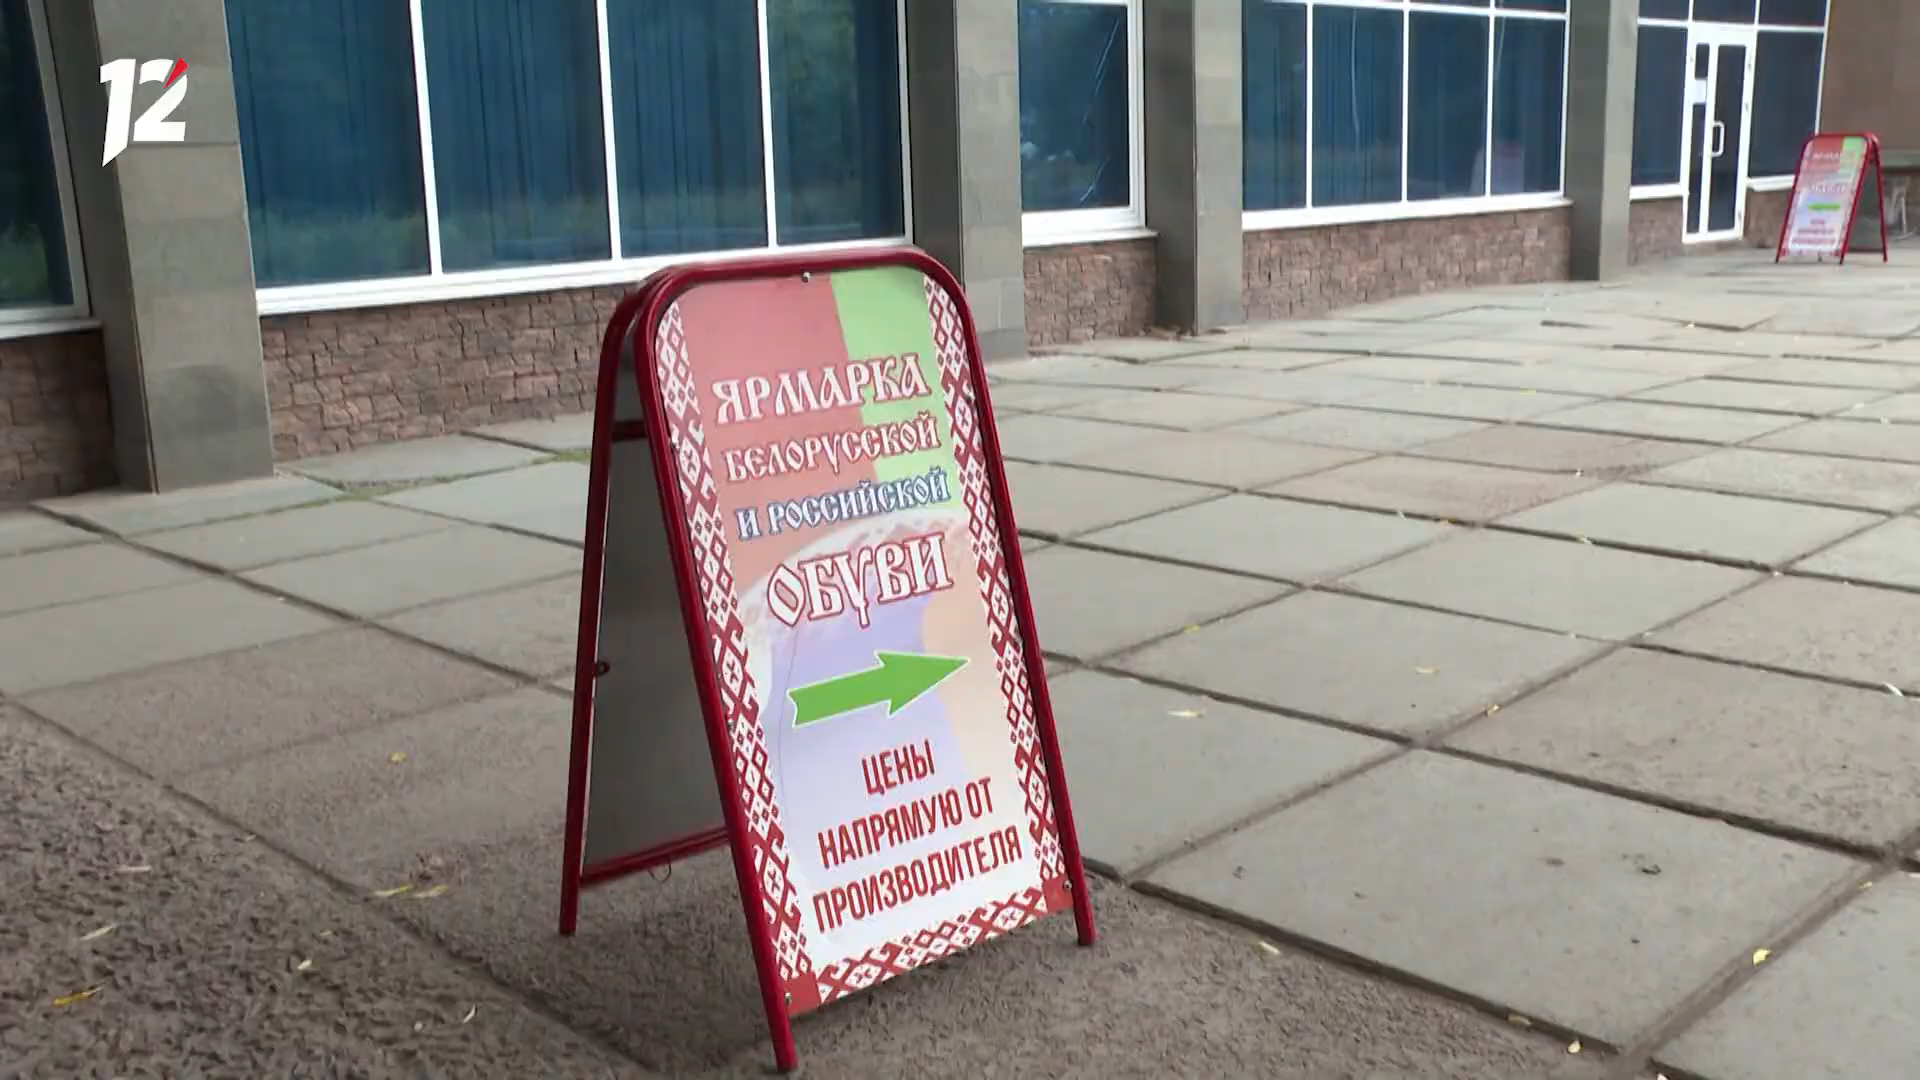 12
ЯРМАРКА
БЕЛОРУССКОЙ
И РОССИЙСКОЙ
ОБУВИ
ЦЕНЫ
НАПРЯМУЮ ОТ
ПРОИЗВОДИТЕЛЯ